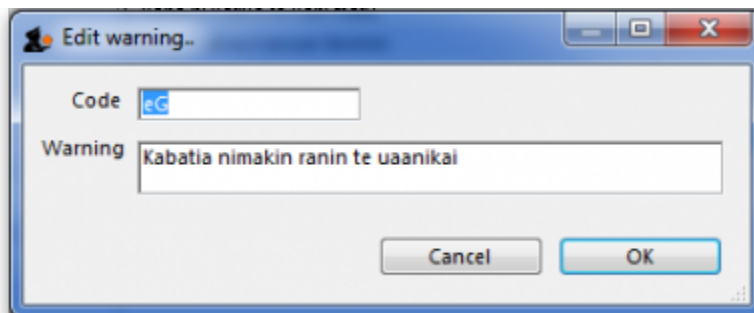 Edit warning..
Code eG
Warning Kabatia nimakin ranin te uaanikai
Cancel OK